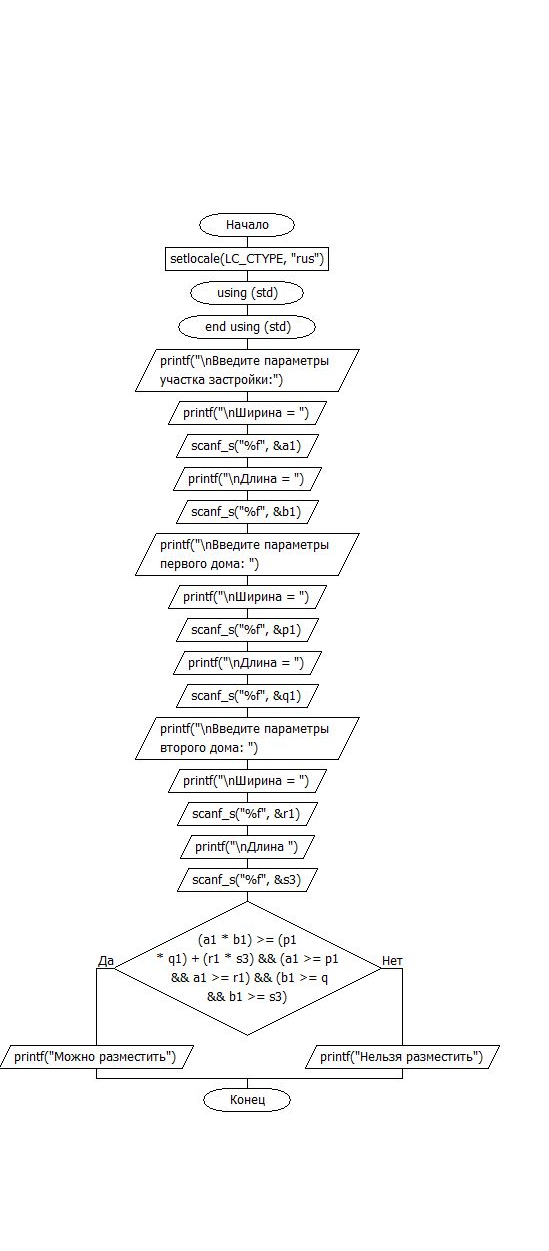 Начало
setlocale(LC_CTYPE, "rus")
using (std)
end using (std)
printf("\nВведите параметры
участка застройки:")
printf("\nШирина = ")
scanf_s("%f", &a1)
printf("\nДлина = ")
scanf_s("%f", &b1)
printf("\nВведите параметры
первого дома: ")
printf("\nШирина = ")
scanf_s("%f", &p1)
printf("\nДлина = ")
scanf_s("%f", &q1)
printf("\nВведите параметры
второго дома: ")
printf("\nШирина = ")
scanf_s("%f", &r1)
printf("\nДлина ")
scanf_s("%f", &s3)
(a1 * b1) >= (p1
* q1) + (r1 * s3) && (a1 >= p1
&& a1 >= r1) && (b1 >= q
&& b1 >= s3)
Да
Нет
printf("Можно разместить")
printf("Нельзя разместить")
Конец